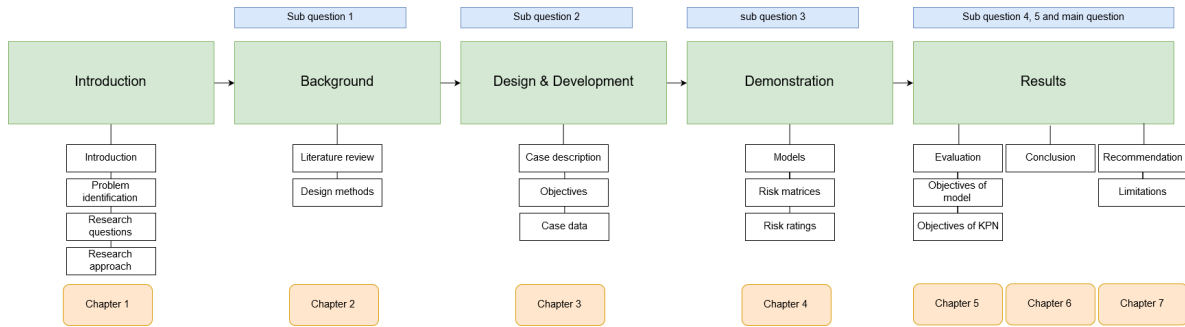 Sub question 1
Sub question 2
sub question 3
Sub question 4, 5 and main question
Introduction
Background
Design & Development
Demonstration
Results
Introduction
Problem
identification
Research
questions
Research
approach
Literature review
Design methods
Case description
Objectives
Case data
Models
Risk matrices
Risk ratings
Evaluation
Objectives of
model
Objectives of KPN
Conclusion
Recommendation
Limitations
Chapter 1
Chapter 2
Chapter 3
Chapter 4
Chapter 5
Chapter 6
Chapter 7